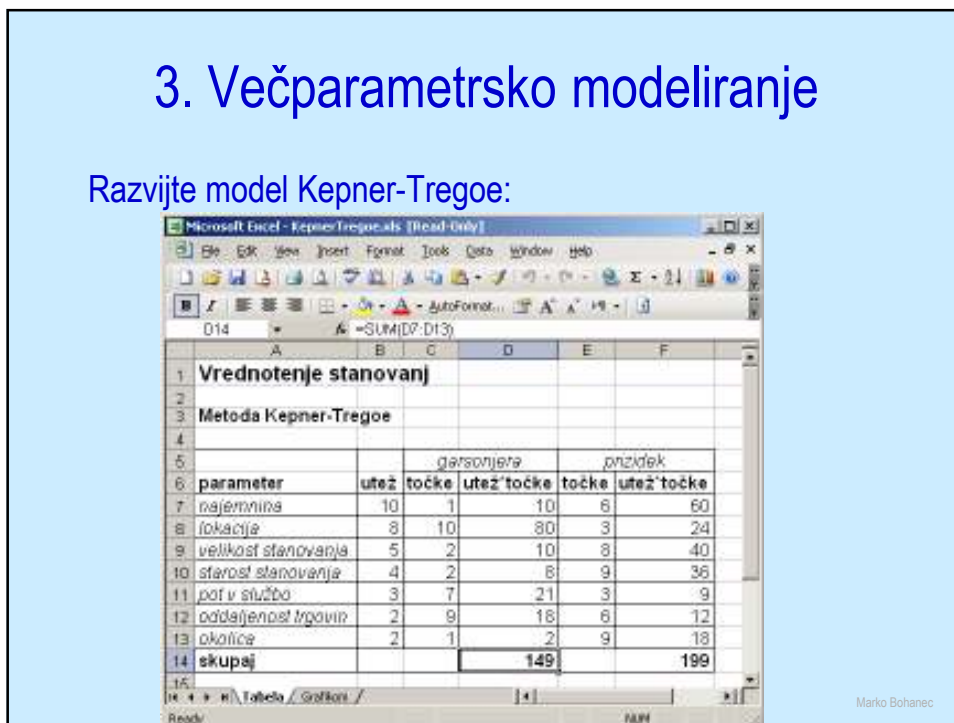 3. Večparametrsko modeliranje
Razvijte model Kepner-Tregoe:
Microsoft Excel - KepnerTregoe.xls [Read-Only]
File Edit View Insert Format Tools Data Window Help
AutoFormat...
D14 =SUM(D7:D13)
A B C D E F
1 Vrednotenje stanovanj
2
3 Metoda Kepner-Tregoe
4
5 garsonjera prizidek
6 parameter utež točke utež*točke točke utež*točke
7 najemnina 10 1 10 6 60
8 lokacija 8 10 80 3 24
9 velikost stanovanja 5 2 10 8 40
10 starost stanovanja 4 2 8 9 36
11 pot v službo 3 7 21 3 9
12 oddaljenost trgovin 2 9 18 6 12
13 okolica 2 1 2 9 18
14 skupaj 149 199
15
Tabela / Grafikoni /
Ready NUM
Marko Bohanec